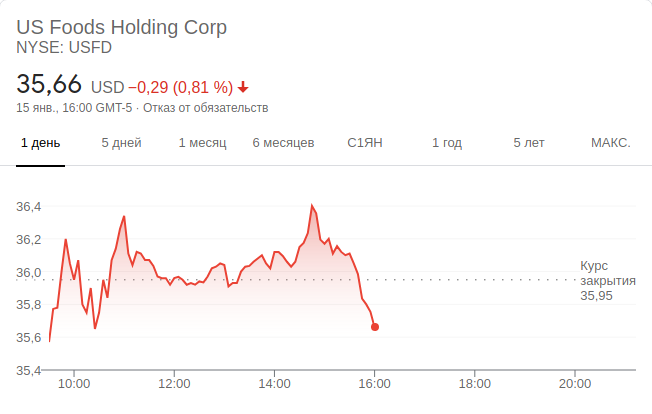 US Foods Holding Corp
NYSE: USFD
35,66 USD −0,29 (0,81 %)
15 янв., 16:00 GMT-5 · Отказ от обязательств
1 день 5 дней 1 месяц 6 месяцев С1ЯН 1 год 5 лет МАКС.
36,4
36,2
36,0
35,8
35,6
35,4
Курс
закрытия
35,95
10:00 12:00 14:00 16:00 18:00 20:00